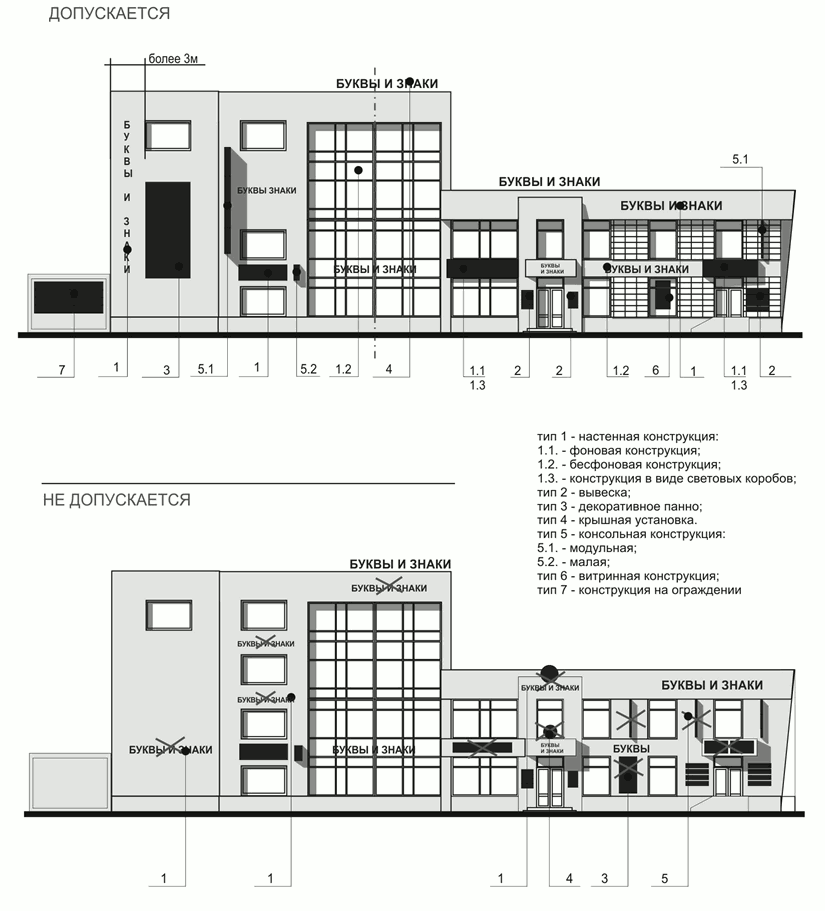 ДОПУСКАЕТСЯ
более 3м
БУКВЫ И ЗНАКИ
БУКВЫ И ЗНАКИ
5.1
БУКВЫ И ЗНАКИ
БУКВЫ ЗНАКИ
БУКВЫ И ЗНАКИ
БУКВЫ И ЗНАКИ
БУКВЫ
И ЗНАКИ
БУКВЫ И ЗНАКИ
7 1 3 5.1 1 5.2 1.2 4 1.1 2 2 1.2 6 1 1.1 2
1.3 1.3
тип 1 - настенная конструкция:
1.1. - фоновая конструкция;
1.2. - бесфоновая конструкция;
1.3. - конструкция в виде световых коробов;
тип 2 - вывеска;
тип 3 - декоративное панно;
тип 4 - крышная установка.
тип 5 - консольная конструкция:
5.1. - модульная;
5.2. - малая;
тип 6 - витринная конструкция;
тип 7 - конструкция на ограждении
НЕ ДОПУСКАЕТСЯ
БУКВЫ И ЗНАКИ
БУКВЫ И ЗНАКИ
БУКВЫ И ЗНАКИ
БУКВЫ И ЗНАКИ
БУКВЫ И ЗНАКИ
БУКВЫ И ЗНАКИ
БУКВЫ И ЗНАКИ
БУКВЫ И ЗНАКИ
БУКВЫ
И ЗНАКИ
БУКВЫ
1 1 1 4 3 5